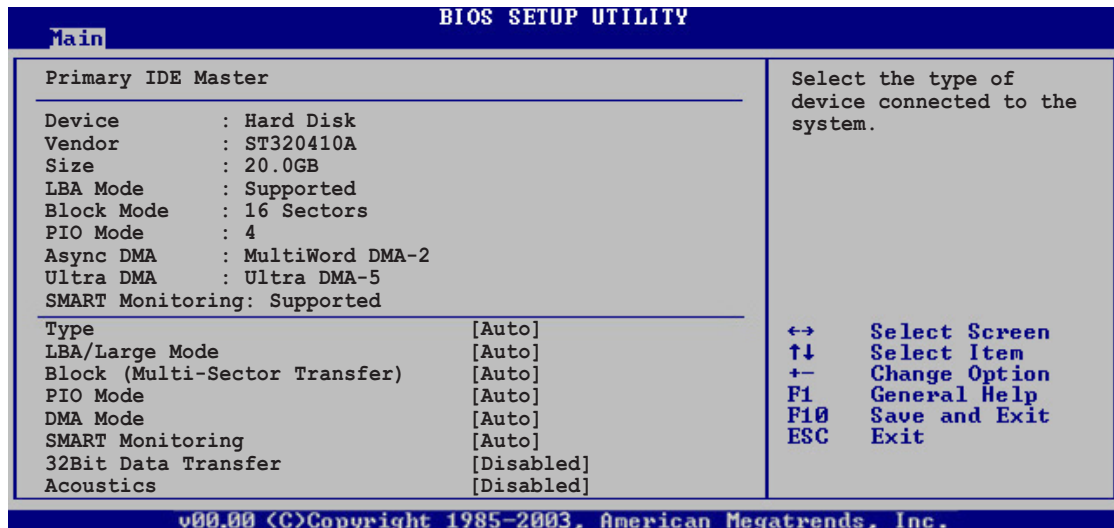 BIOS SETUP UTILITY
Main
Primary IDE Master
Device : Hard Disk
Vendor : ST320410A
Size : 20.0GB
LBA Mode : Supported
Block Mode : 16 Sectors
PIO Mode : 4
Async DMA : MultiWord DMA-2
Ultra DMA : Ultra DMA-5
SMART Monitoring: Supported
Type [Auto]
LBA/Large Mode [Auto]
Block (Multi-Sector Transfer) [Auto]
PIO Mode [Auto]
DMA Mode [Auto]
SMART Monitoring [Auto]
32Bit Data Transfer [Disabled]
Acoustics [Disabled]
Select the type of
device connected to the
system.
←→ Select Screen
↑↓ Select Item
+- Change Option
F1 General Help
F10 Save and Exit
ESC Exit
v00.00 (C)Copyright 1985-2003, American Megatrends, Inc.